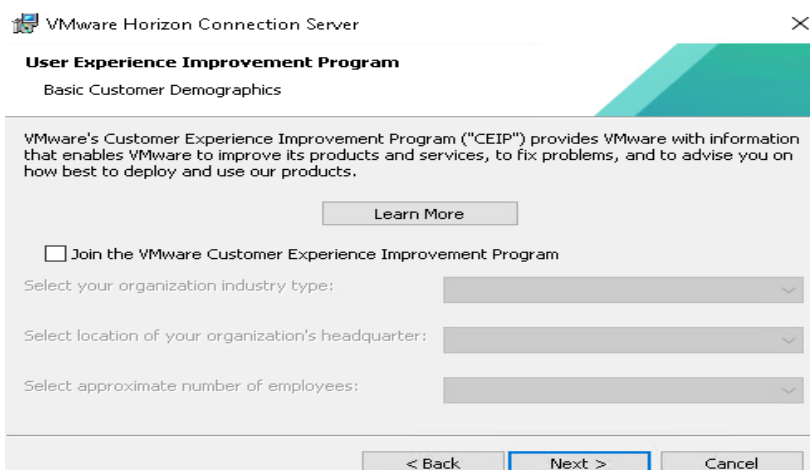 VMware Horizon Connection Server
User Experience Improvement Program
Basic Customer Demographics
VMware's Customer Experience Improvement Program ("CEIP") provides VMware with information
that enables VMware to improve its products and services, to fix problems, and to advise you on
how best to deploy and use our products.
Learn More
Join the VMware Customer Experience Improvement Program
Select your organization industry type:
Select location of your organization's headquarter:
Select approximate number of employees:
< Back Next > Cancel